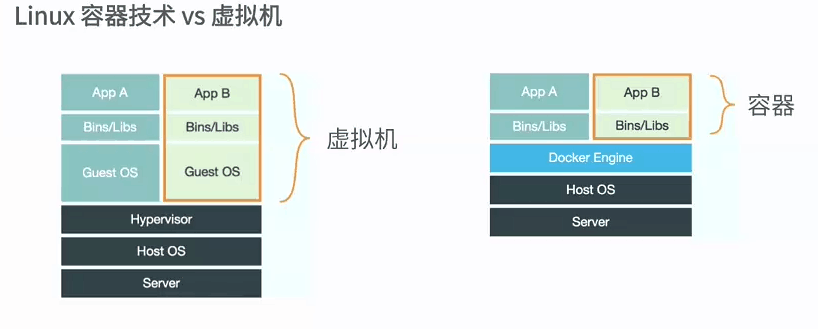 Linux 容器技术 vs 虚拟机
App A
App B
Bins/Libs
Bins/Libs
Guest OS
Guest OS
Hypervisor
Host OS
Server
虚拟机
App A
App B
Bins/Libs
Bins/Libs
Docker Engine
Host OS
Server
容器